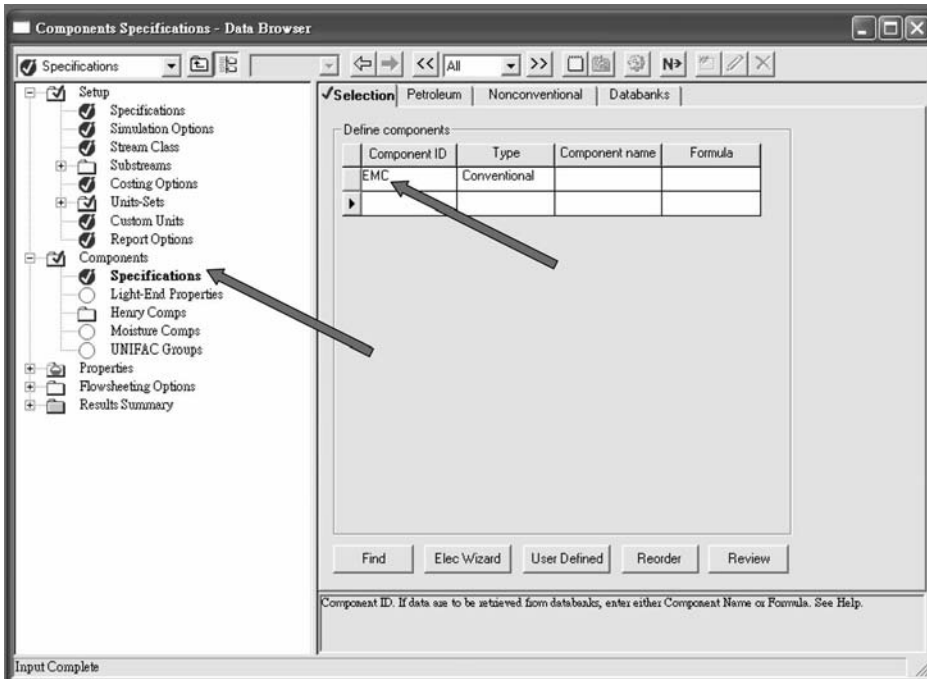 Components Specifications - Data Browser
Specifications
<< All >>
N>
Setup
Specifications
Simulation Options
Stream Class
Substreams
Costing Options
Units-Sets
Custom Units
Report Options
Components
Specifications
Light-End Properties
Henry Comps
Moisture Comps
UNIFAC Groups
Properties
Flowsheeting Options
Results Summary
Selection Petroleum Nonconventional Databanks
Define components
Component ID Type Component name Formula
EMC Conventional
Find Elec Wizard User Defined Reorder Review
Component ID. If data are to be retrieved from databanks, enter either Component Name or Formula. See Help.
Input Complete